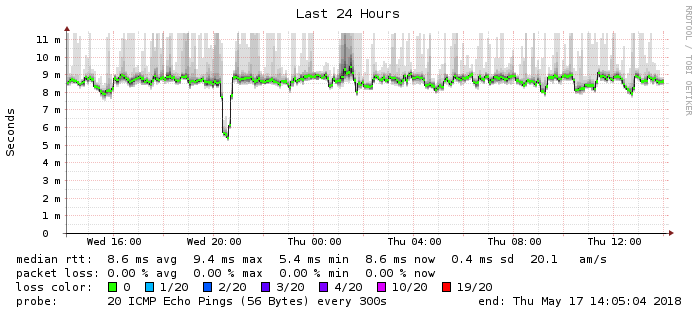 Last 24 Hours
RRDTOOL / TOBI OETIKER
Seconds
11 m
10 m
9 m
8 m
7 m
6 m
5 m
4 m
3 m
2 m
1 m
0
Wed 16:00 Wed 20:00 Thu 00:00 Thu 04:00 Thu 08:00 Thu 12:00
median rtt: 8.6 ms avg 9.4 ms max 5.4 ms min 8.6 ms now 0.4 ms sd 20.1 am/s
packet loss: 0.00 % avg 0.00 % max 0.00 % min 0.00 % now
loss color: 0 1/20 2/20 3/20 4/20 10/20 19/20
probe: 20 ICMP Echo Pings (56 Bytes) every 300s end: Thu May 17 14:05:04 2018